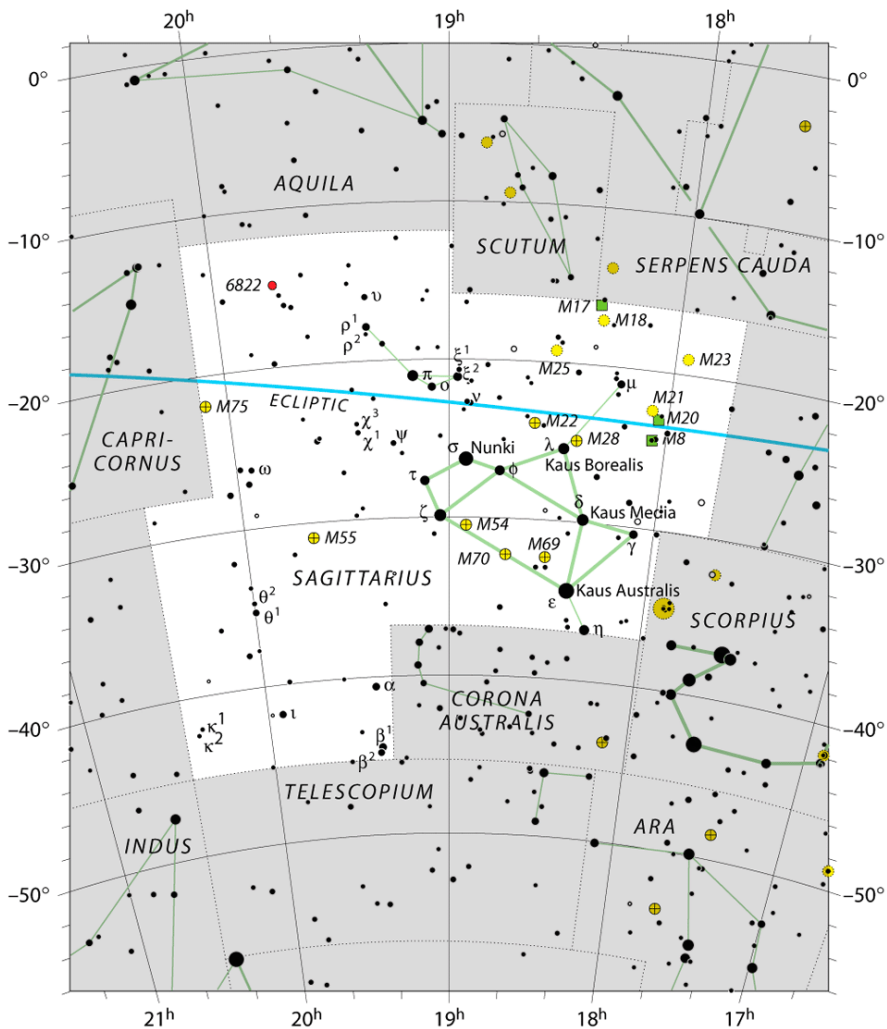 20h 19h 18h
0° 0°
AQUILA
SCUTUM
–10° –10°
SERPENS CAUDA
6822
υ
M17
M18
ρ1
ρ2
ξ1
M25
M23
π
ο
ξ2
μ
ν
M21
ECLIPTIC
M75
M20
–20° –20°
χ3
M22
χ1
ψ
M28
M8
CAPRI-
CORNUS
σ
Nunki
λ
Kaus Borealis
ω
τ
ϕ
ζ
δ
Kaus Media
M54
M55
γ
M69
M70
–30° –30°
SAGITTARIUS
ε
Kaus Australis
θ2
θ1
η
SCORPIUS
α
CORONA
AUSTRALIS
ι
κ1
κ2
β1
β2
–40° –40°
TELESCOPIUM
ARA
INDUS
–50° –50°
21h 20h 19h 18h 17h